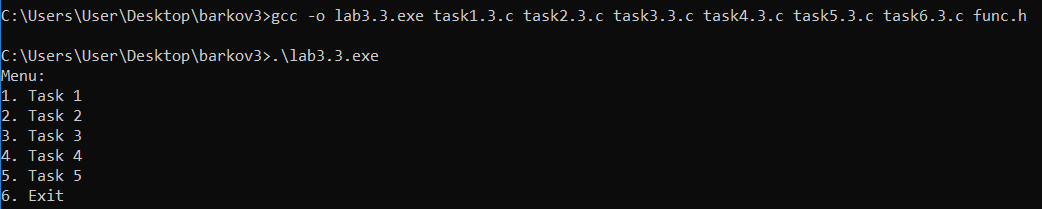 C:\Users\User\Desktop\barkov3>gcc -o lab3.3.exe task1.3.c task2.3.c task3.3.c task4.3.c task5.3.c task6.3.c func.h
C:\Users\User\Desktop\barkov3>.\lab3.3.exe
Menu:
1. Task 1
2. Task 2
3. Task 3
4. Task 4
5. Task 5
6. Exit